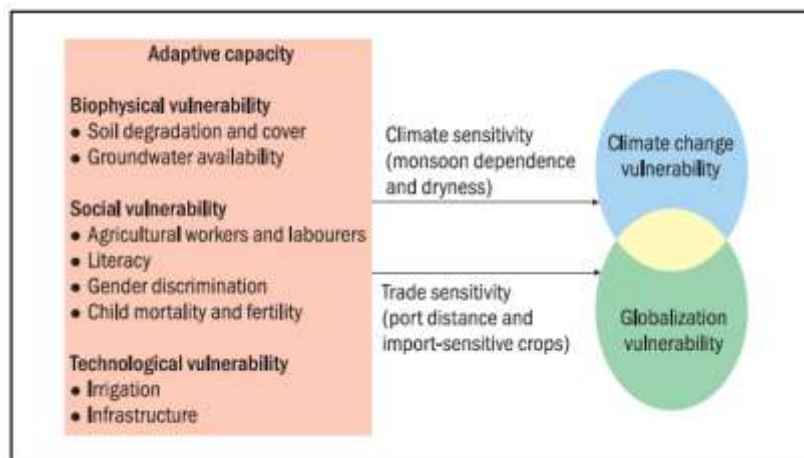 Adaptive capacity
Biophysical vulnerability
● Soil degradation and cover
● Groundwater availability
Social vulnerability
● Agricultural workers and labourers
● Literacy
● Gender discrimination
● Child mortality and fertility
Technological vulnerability
● Irrigation
● Infrastructure
Climate sensitivity
(monsoon dependence
and dryness)
Trade sensitivity
(port distance and
import-sensitive crops)
Climate change
vulnerability
Globalization
vulnerability